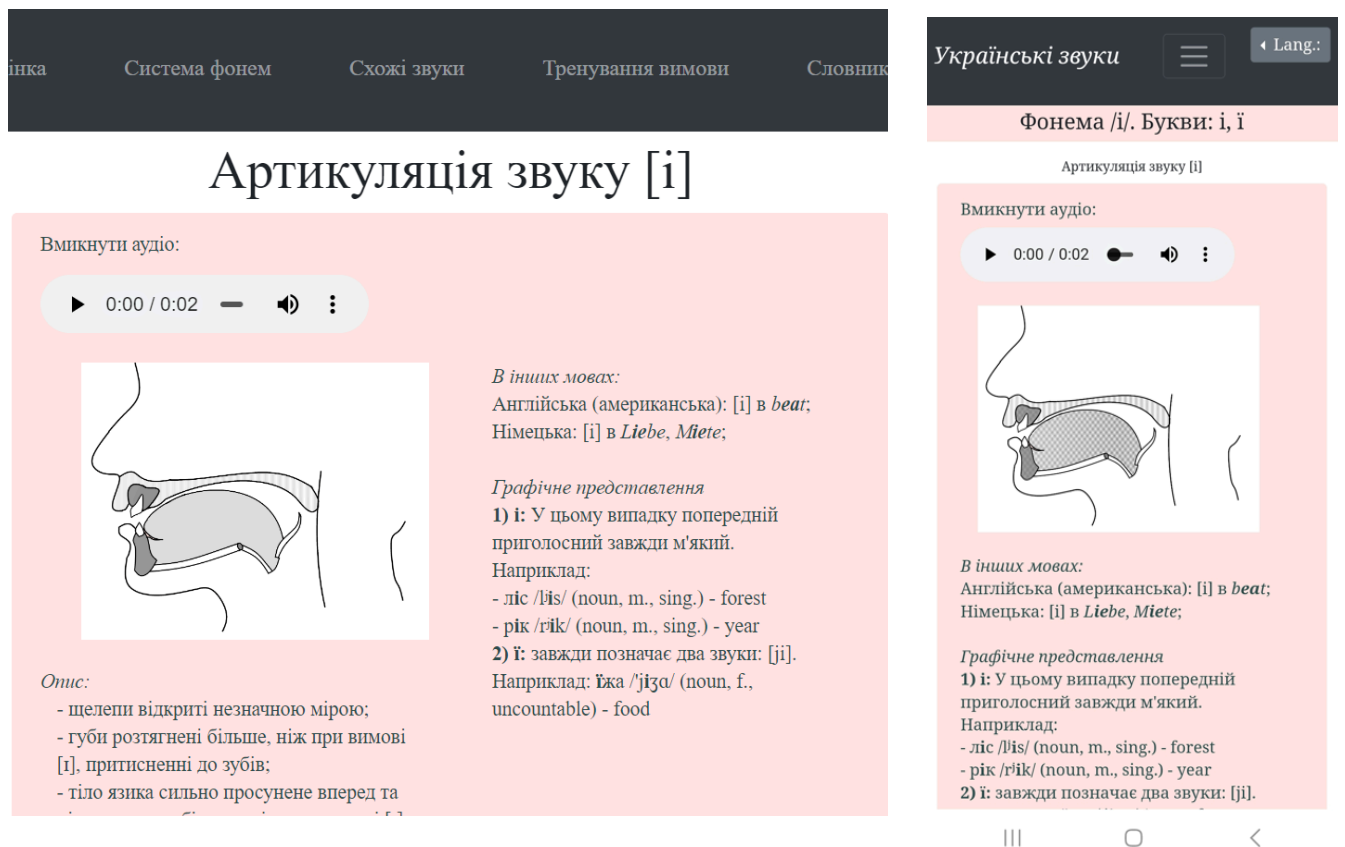 інка Система фонем Схожі звуки Тренування вимови Словник
Артикуляція звуку [і]
Вмикнути аудіо:
0:00 / 0:02
В інших мовах:
Англійська (американська): [i] в beat;
Німецька: [i] в Liebe, Miete;
Графічне представлення
1) і: У цьому випадку попередній
приголосний завжди м'який.
Наприклад:
- ліс /lʲis/ (noun, m., sing.) - forest
- рік /rʲik/ (noun, m., sing.) - year
2) ї: завжди позначає два звуки: [ji].
Наприклад: їжа /'jiʒɑ/ (noun, f.,
uncountable) - food
Опис:
- щелепи відкриті незначною мірою;
- губи розтягнені більше, ніж при вимові
[ɪ], притисненні до зубів;
- тіло язика сильно просунене вперед та
Українські звуки
Lang.:
Фонема /і/. Букви: і, ї
Артикуляція звуку [і]
Вмикнути аудіо:
0:00 / 0:02
В інших мовах:
Англійська (американська): [i] в beat;
Німецька: [i] в Liebe, Miete;
Графічне представлення
1) і: У цьому випадку попередній
приголосний завжди м'який.
Наприклад:
- ліс /lʲis/ (noun, m., sing.) - forest
- рік /rʲik/ (noun, m., sing.) - year
2) ї: завжди позначає два звуки: [ji].